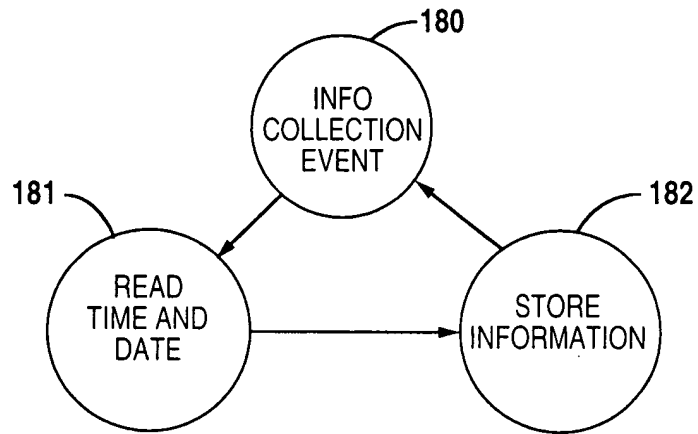 180
INFO
COLLECTION
EVENT
181
READ
TIME AND
DATE
182
STORE
INFORMATION